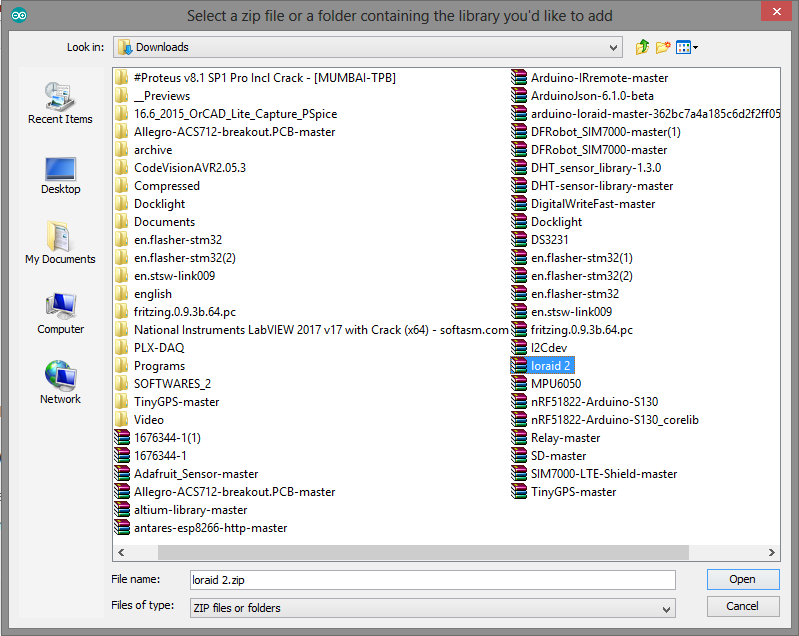 Select a zip file or a folder containing the library you'd like to add
Look in:
Downloads
Recent Items
Desktop
My Documents
Computer
Network
#Proteus v8.1 SP1 Pro Incl Crack - [MUMBAI-TPB]
__Previews
16.6_2015_OrCAD_Lite_Capture_PSpice
Allegro-ACS712-breakout.PCB-master
archive
CodeVisionAVR2.05.3
Compressed
Docklight
Documents
en.flasher-stm32
en.flasher-stm32(2)
en.stsw-link009
english
fritzing.0.9.3b.64.pc
National Instruments LabVIEW 2017 v17 with Crack (x64) - softasm.com
PLX-DAQ
Programs
SOFTWARES_2
TinyGPS-master
Video
1676344-1(1)
1676344-1
Adafruit_Sensor-master
Allegro-ACS712-breakout.PCB-master
altium-library-master
antares-esp8266-http-master
Arduino-IRremote-master
ArduinoJson-6.1.0-beta
arduino-loraid-master-362bc7a4a185c6d2f2ff05
DFRobot_SIM7000-master(1)
DFRobot_SIM7000-master
DHT_sensor_library-1.3.0
DHT-sensor-library-master
DigitalWriteFast-master
Docklight
DS3231
en.flasher-stm32(1)
en.flasher-stm32(2)
en.flasher-stm32
en.stsw-link009
fritzing.0.9.3b.64.pc
I2Cdev
loraid 2
MPU6050
nRF51822-Arduino-S130
nRF51822-Arduino-S130_corelib
Relay-master
SD-master
SIM7000-LTE-Shield-master
TinyGPS-master
File name:
loraid 2.zip
Open
Files of type:
ZIP files or folders
Cancel